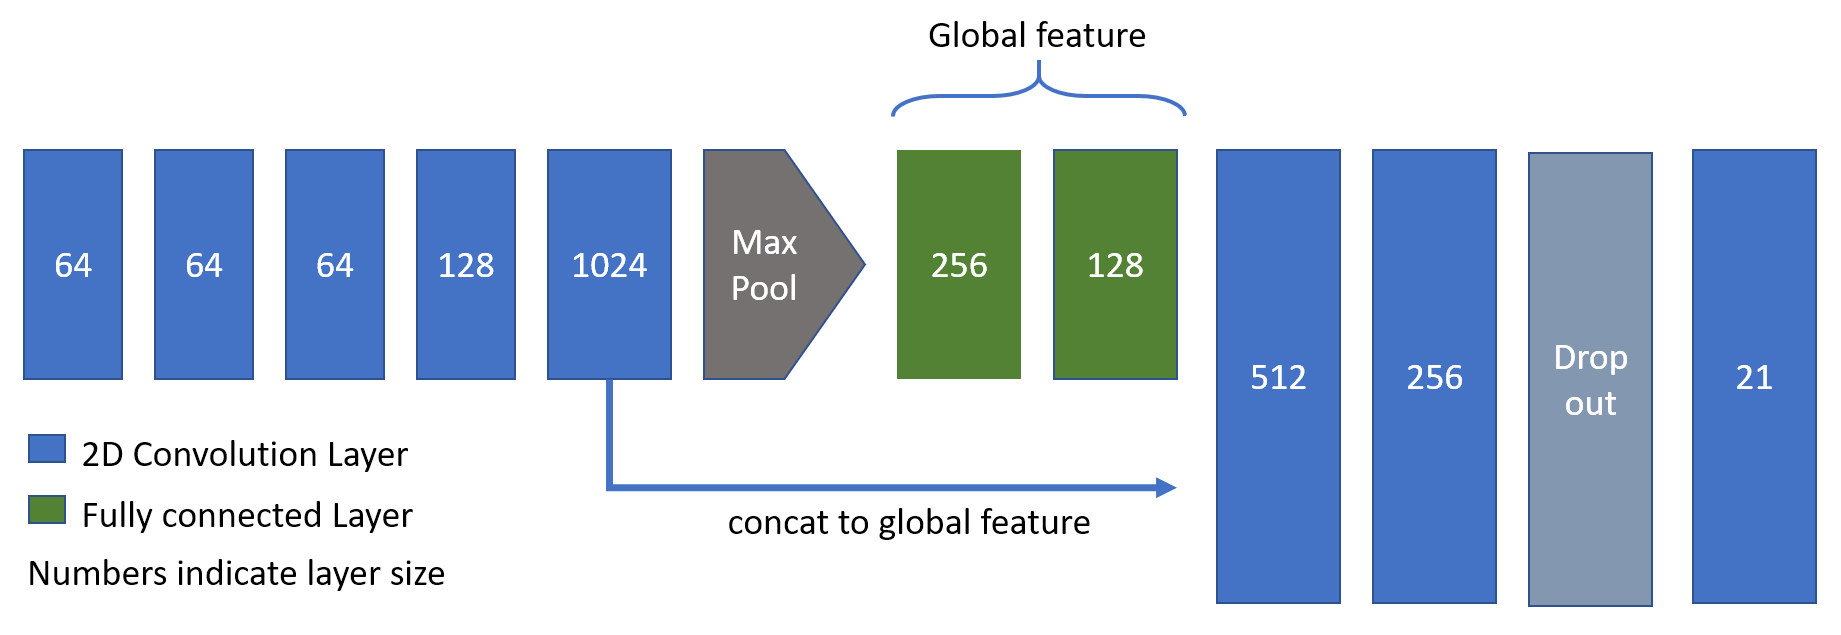 Global feature
64
64
64
128
1024
Max
Pool
256
128
512
256
Drop
out
21
concat to global feature
2D Convolution Layer
Fully connected Layer
Numbers indicate layer size